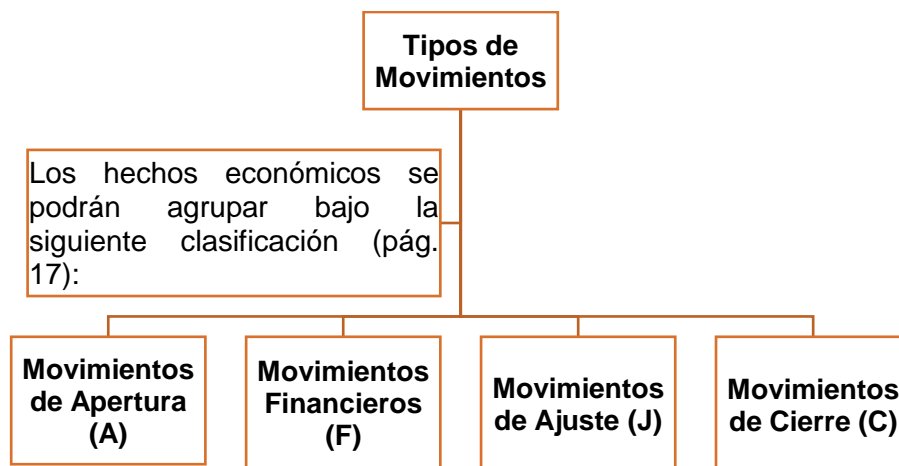 Tipos de
Movimientos
Los hechos económicos se
podrán agrupar bajo la
siguiente clasificación (pág.
17):
Movimientos
de Apertura
(A)
Movimientos
Financieros
(F)
Movimientos
de Ajuste (J)
Movimientos
de Cierre (C)